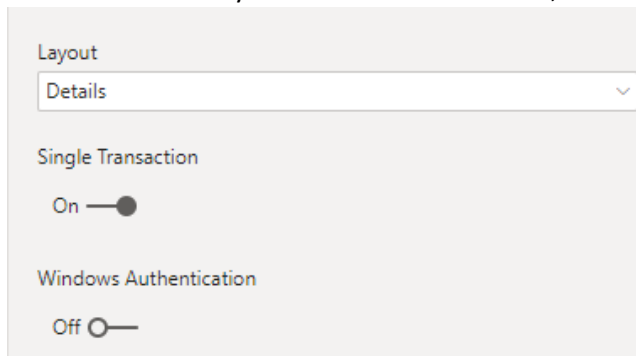 Layout
Details
Single Transaction
On
Windows Authentication
Off